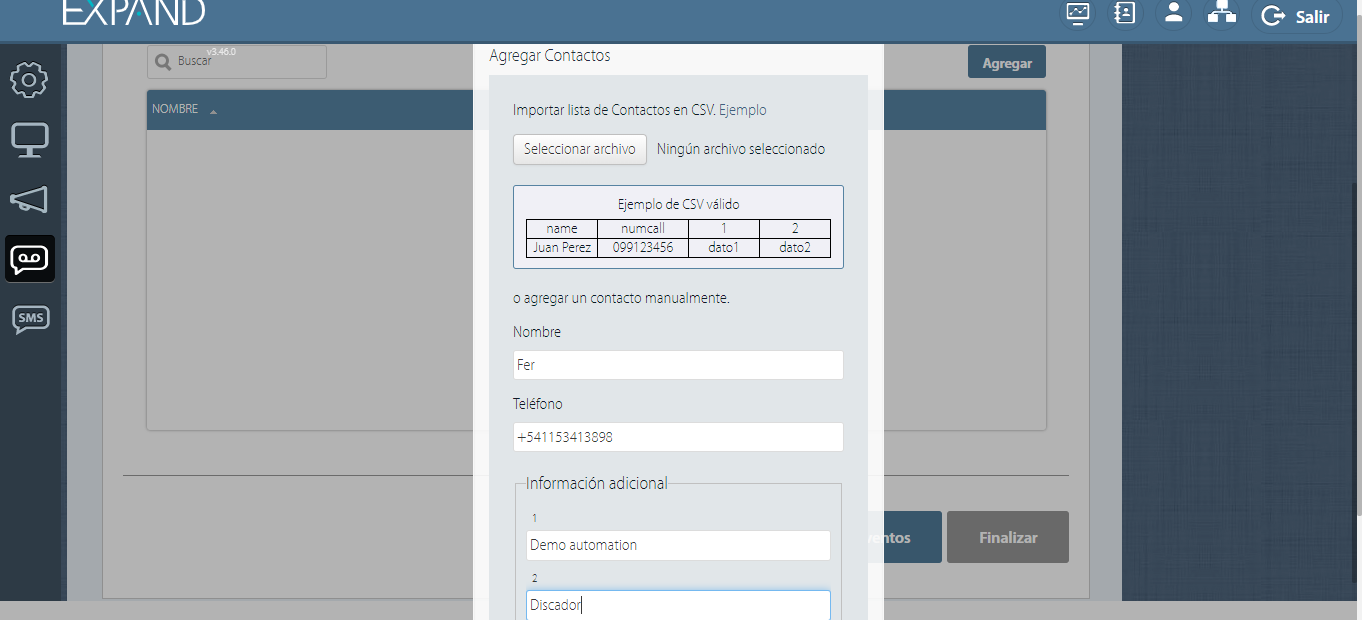 EXPAND
Salir
v3.46.0
Buscar
Agregar
NOMBRE
SMS
Agregar Contactos
Importar lista de Contactos en CSV. Ejemplo
Seleccionar archivo Ningún archivo seleccionado
Ejemplo de CSV válido
name numcall 1 2
Juan Perez 099123456 dato1 dato2
o agregar un contacto manualmente.
Nombre
Fer
Teléfono
+541153413898
Información adicional
1
Demo automation
2
Discador
Finalizar